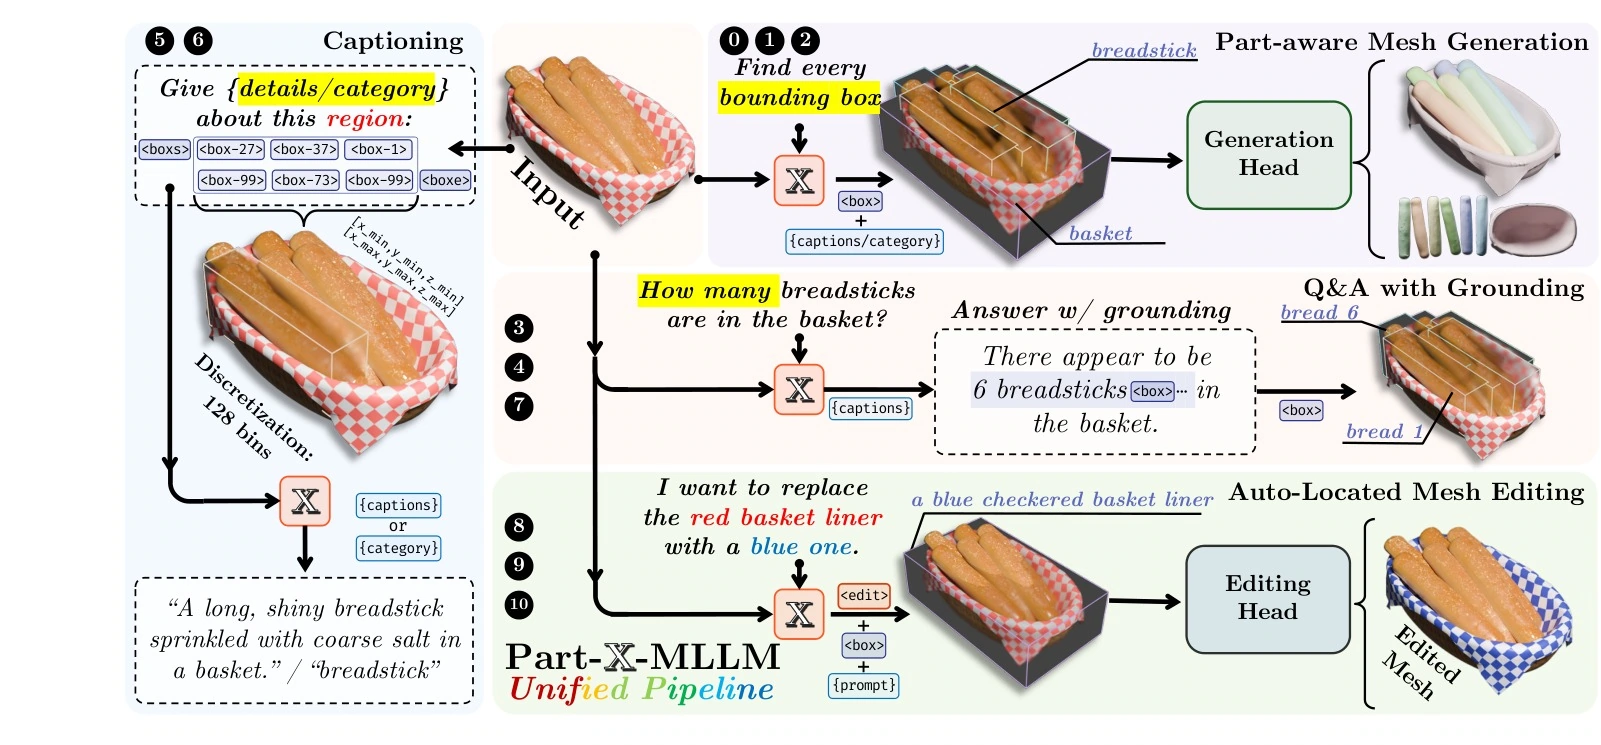 5 6 Captioning
Give {details/category}
about this region:
<boxs> <box-27> <box-37> <box-1>
<box-99> <box-73> <box-99> <boxe>
[x_min,y_min,z_min]
[x_max,y_max,z_max]
Discretization:
128 bins
X
{captions}
or
{category}
“A long, shiny breadstick
sprinkled with coarse salt in
a basket.” / “breadstick”
Input
0 1 2
Part-aware Mesh Generation
Find every
bounding box
X
<box>
+
{captions/category}
breadstick
basket
Generation
Head
Q&A with Grounding
3
4
7
How many breadsticks
are in the basket?
X
{captions}
Answer w/ grounding
There appear to be
6 breadsticks <box> ... in
the basket.
<box>
bread 6
bread 1
Auto-Located Mesh Editing
8
9
10
I want to replace
the red basket liner
with a blue one.
X
<edit>
+
<box>
+
{prompt}
a blue checkered basket liner
Editing
Head
Edited
Mesh
Part-X-MLLM
Unified Pipeline